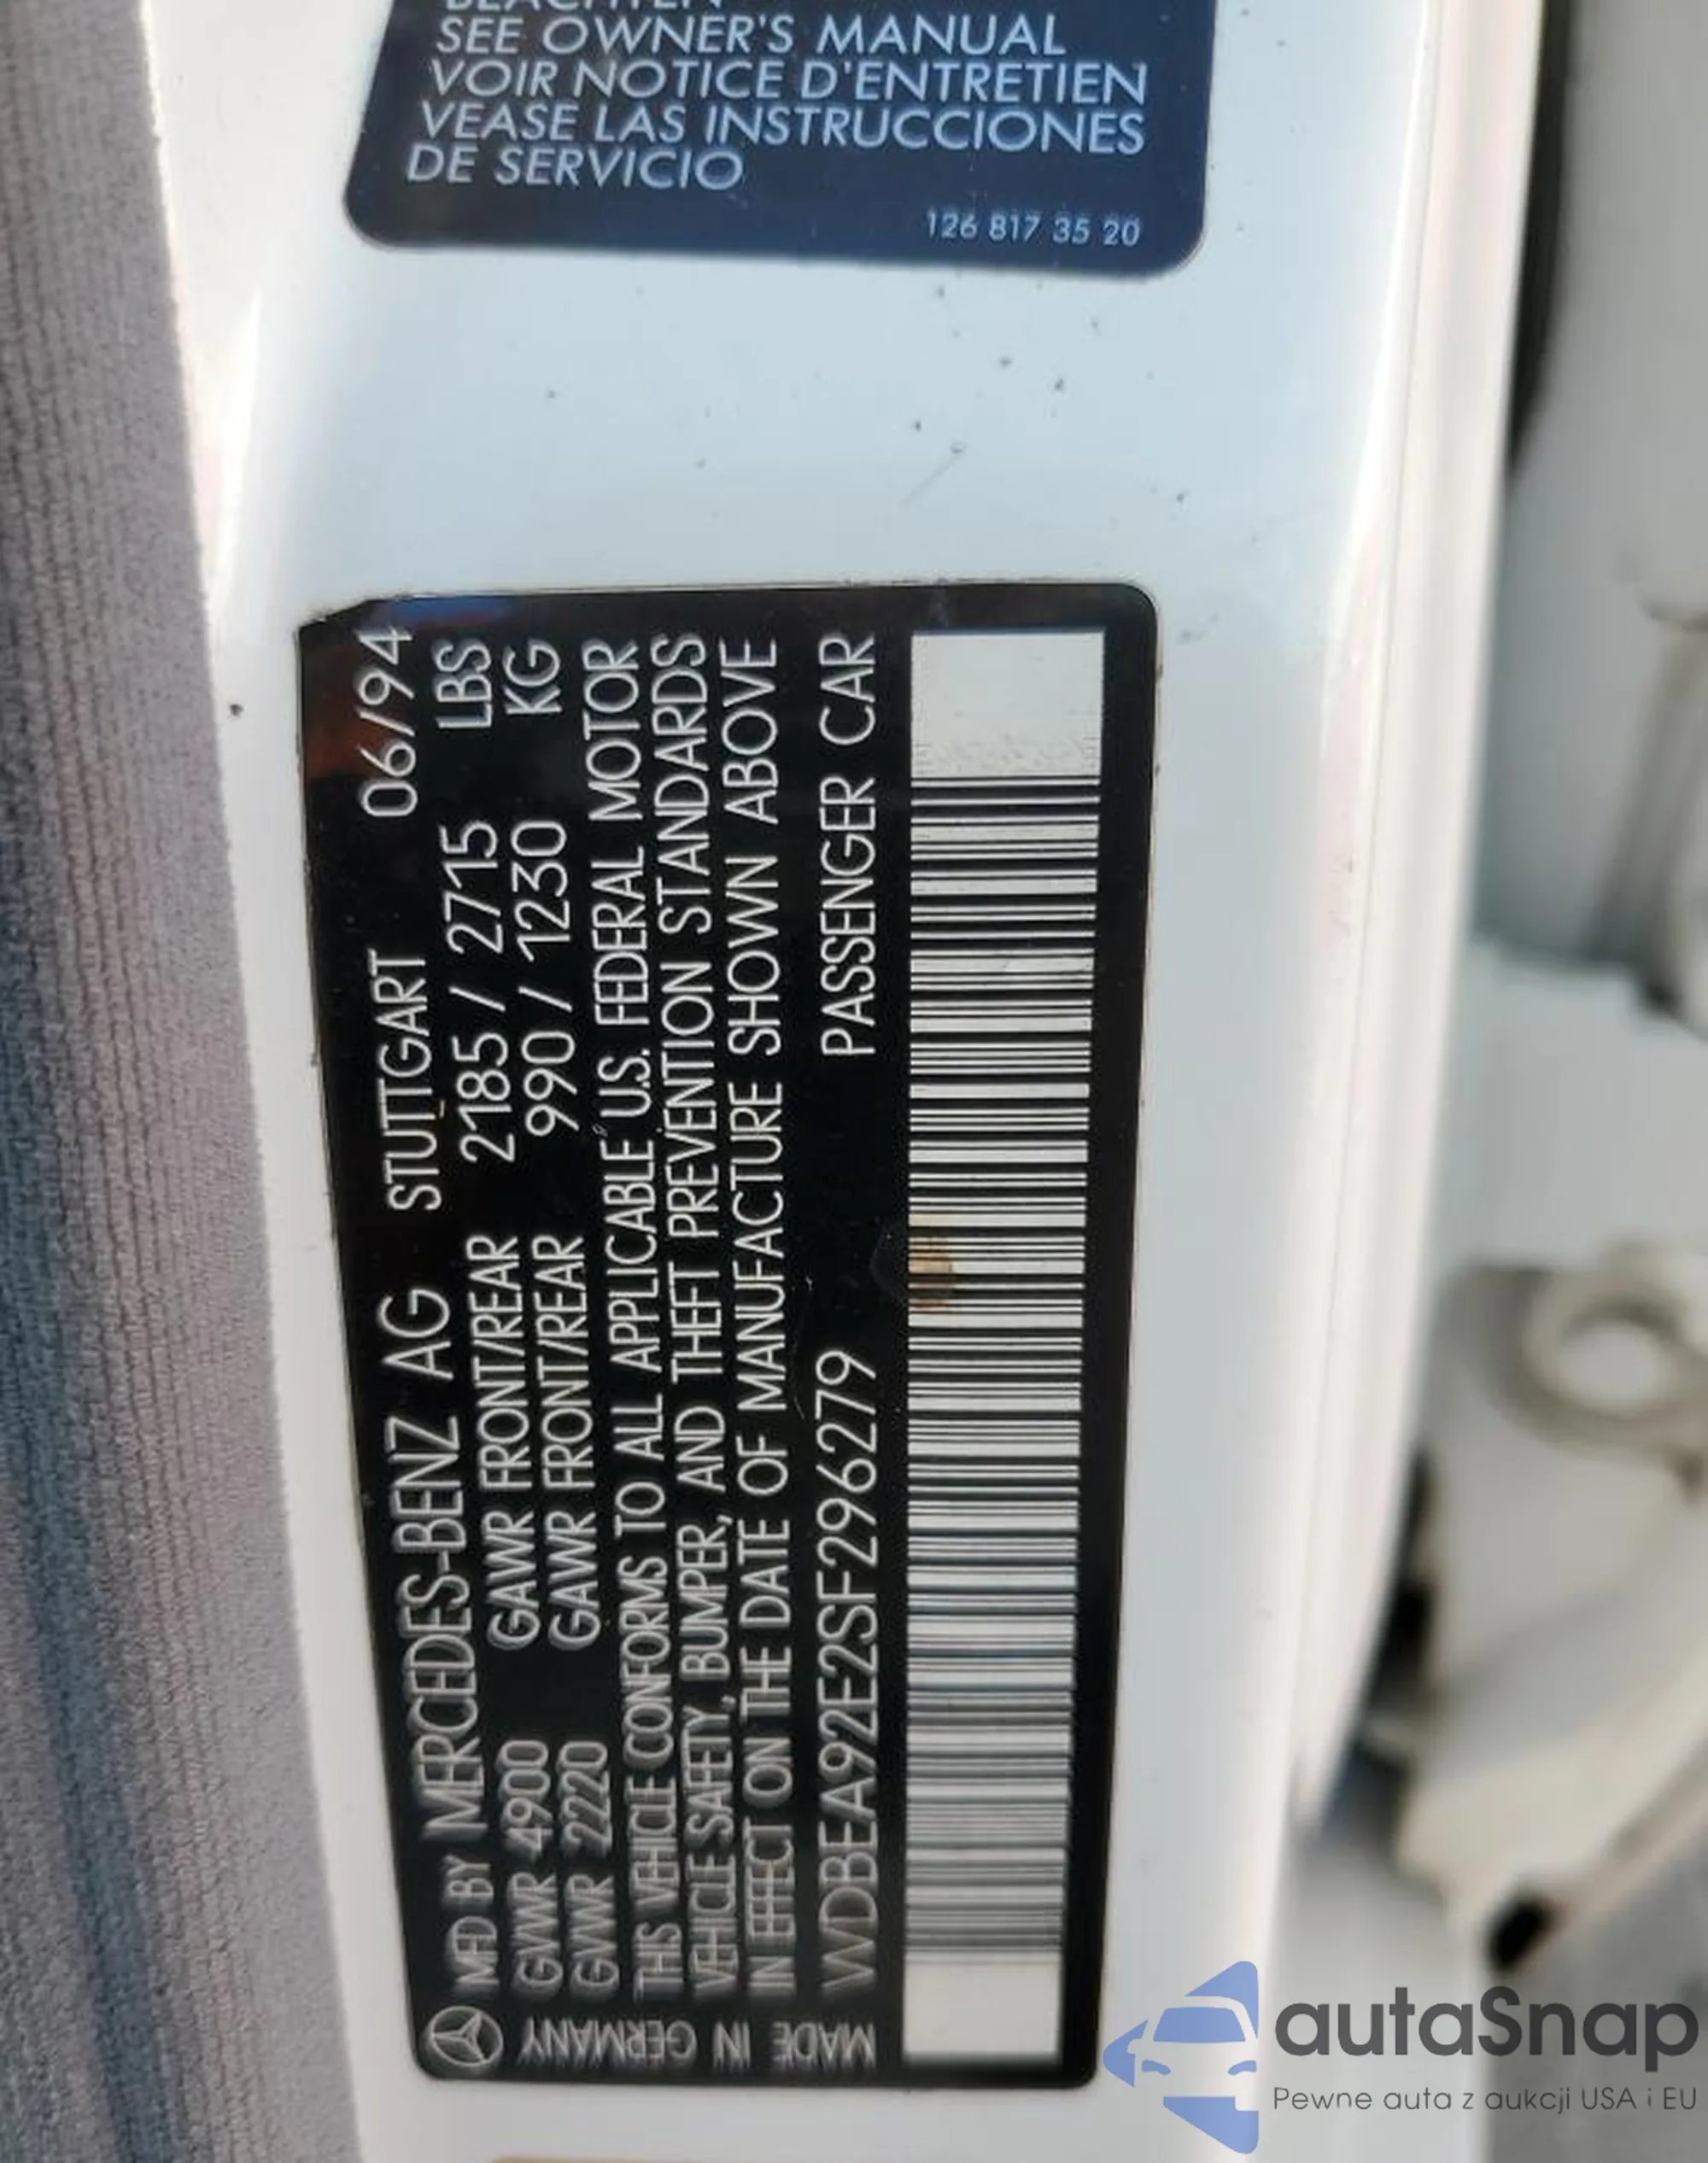 SEE OWNER'S MANUAL
VOIR NOTICE D'ENTRETIEN
VEASE LAS INSTRUCCIONES
DE SERVICIO
126 817 35 20
MFD BY MERCEDES-BENZ AG STUTTGART 06/94
GVWR 4900 GAWR FRONT/REAR 2185 / 2715 LBS
GVWR 2220 GAWR FRONT/REAR 990 / 1230 KG
THIS VEHICLE CONFORMS TO ALL APPLICABLE U.S. FEDERAL MOTOR
VEHICLE SAFETY, BUMPER, AND THEFT PREVENTION STANDARDS
IN EFFECT ON THE DATE OF MANUFACTURE SHOWN ABOVE
WDBEA92E2SF296279 PASSENGER CAR
MADE IN GERMANY
autaSnap
Pewne auta z aukcji USA i EU